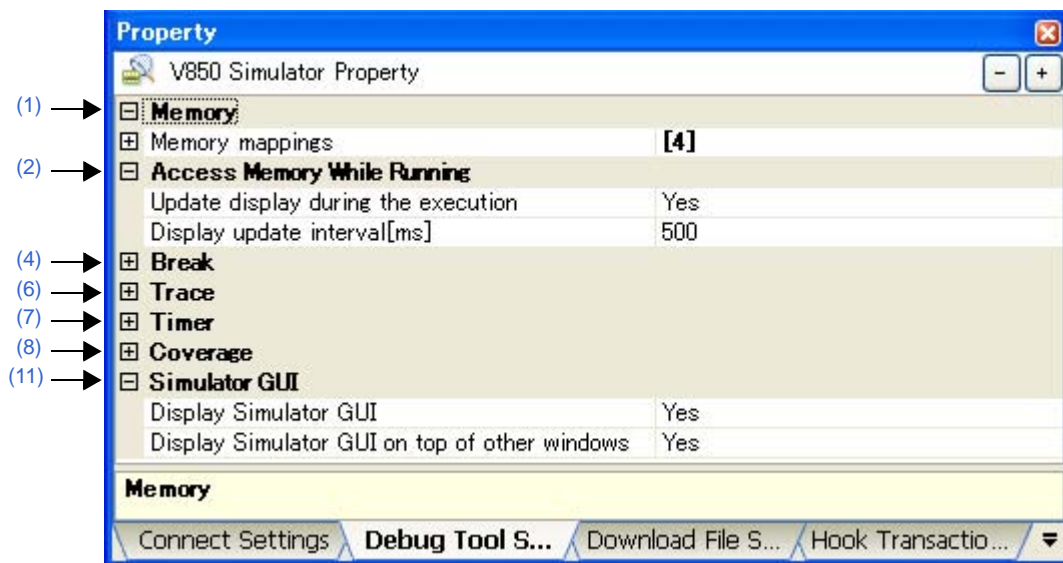 Property
V850 Simulator Property
(1) Memory
Memory mappings [4]
(2) Access Memory While Running
Update display during the execution Yes
Display update interval[ms] 500
(4) Break
(6) Trace
(7) Timer
(8) Coverage
(11) Simulator GUI
Display Simulator GUI Yes
Display Simulator GUI on top of other windows Yes
Memory
Connect Settings Debug Tool S... Download File S... Hook Transactio...